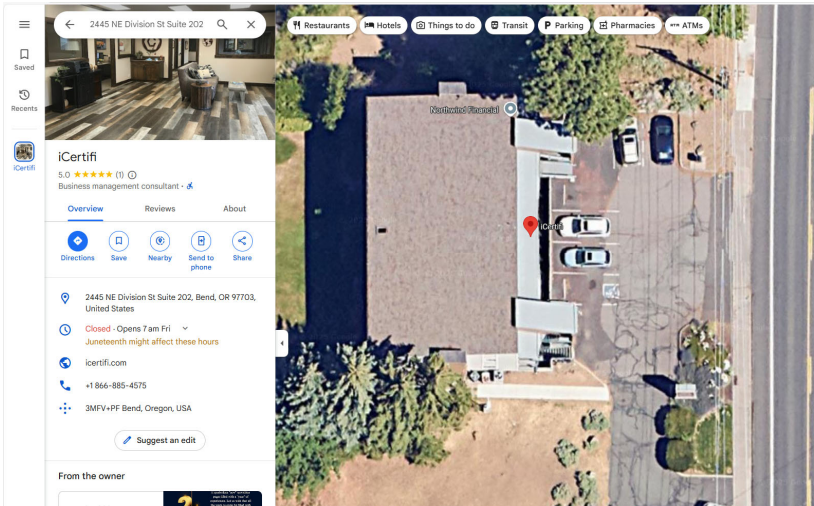 2445 NE Division St Suite 202
Restaurants
Hotels
Things to do
Transit
Parking
Pharmacies
ATMs
Saved
Recents
iCertifi
iCertifi
5.0 ★★★★★ (1)
Business management consultant ·
Overview
Reviews
About
Directions
Save
Nearby
Send to
phone
Share
2445 NE Division St Suite 202, Bend, OR 97703,
United States
Closed · Opens 7 am Fri
Juneteenth might affect these hours
icertifi.com
+1 866-885-4575
3MFV+PF Bend, Oregon, USA
Suggest an edit
From the owner
Northwind Financial
iCertifi